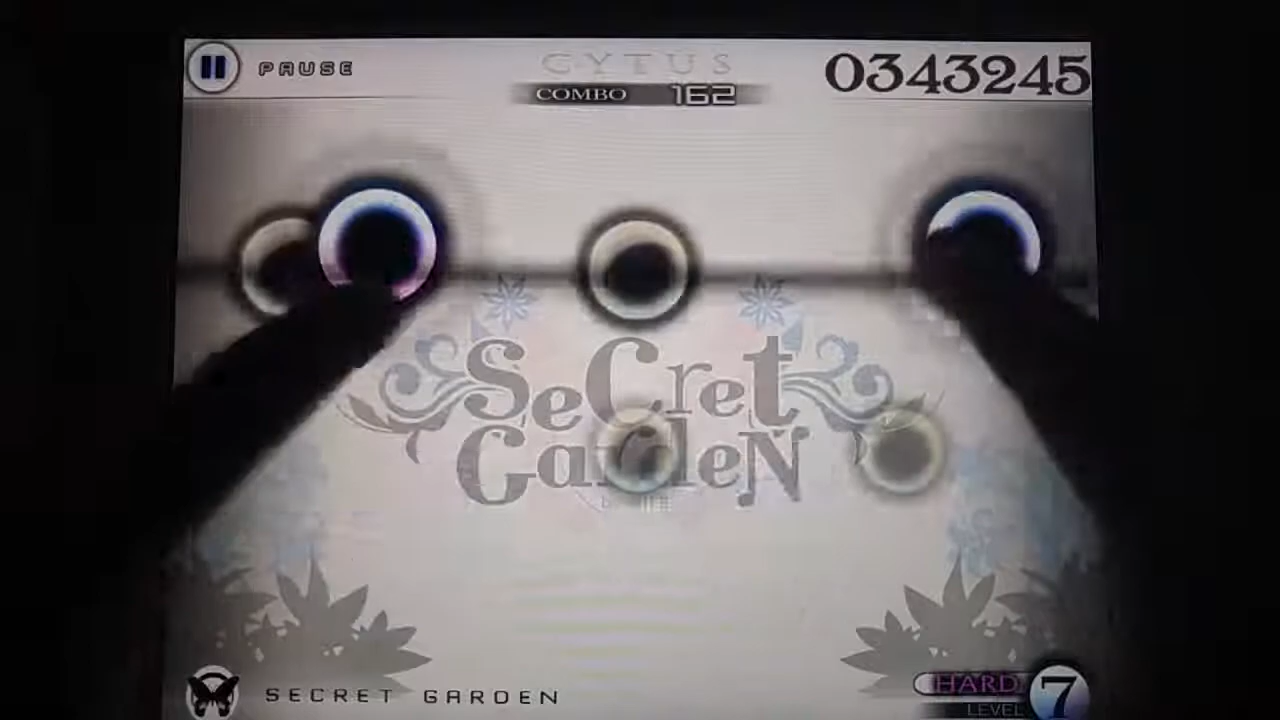 PAUSE
CYTUS
COMBO 162
0343245
SeCret
GardeN
SECRET GARDEN
HARD
LEVEL 7